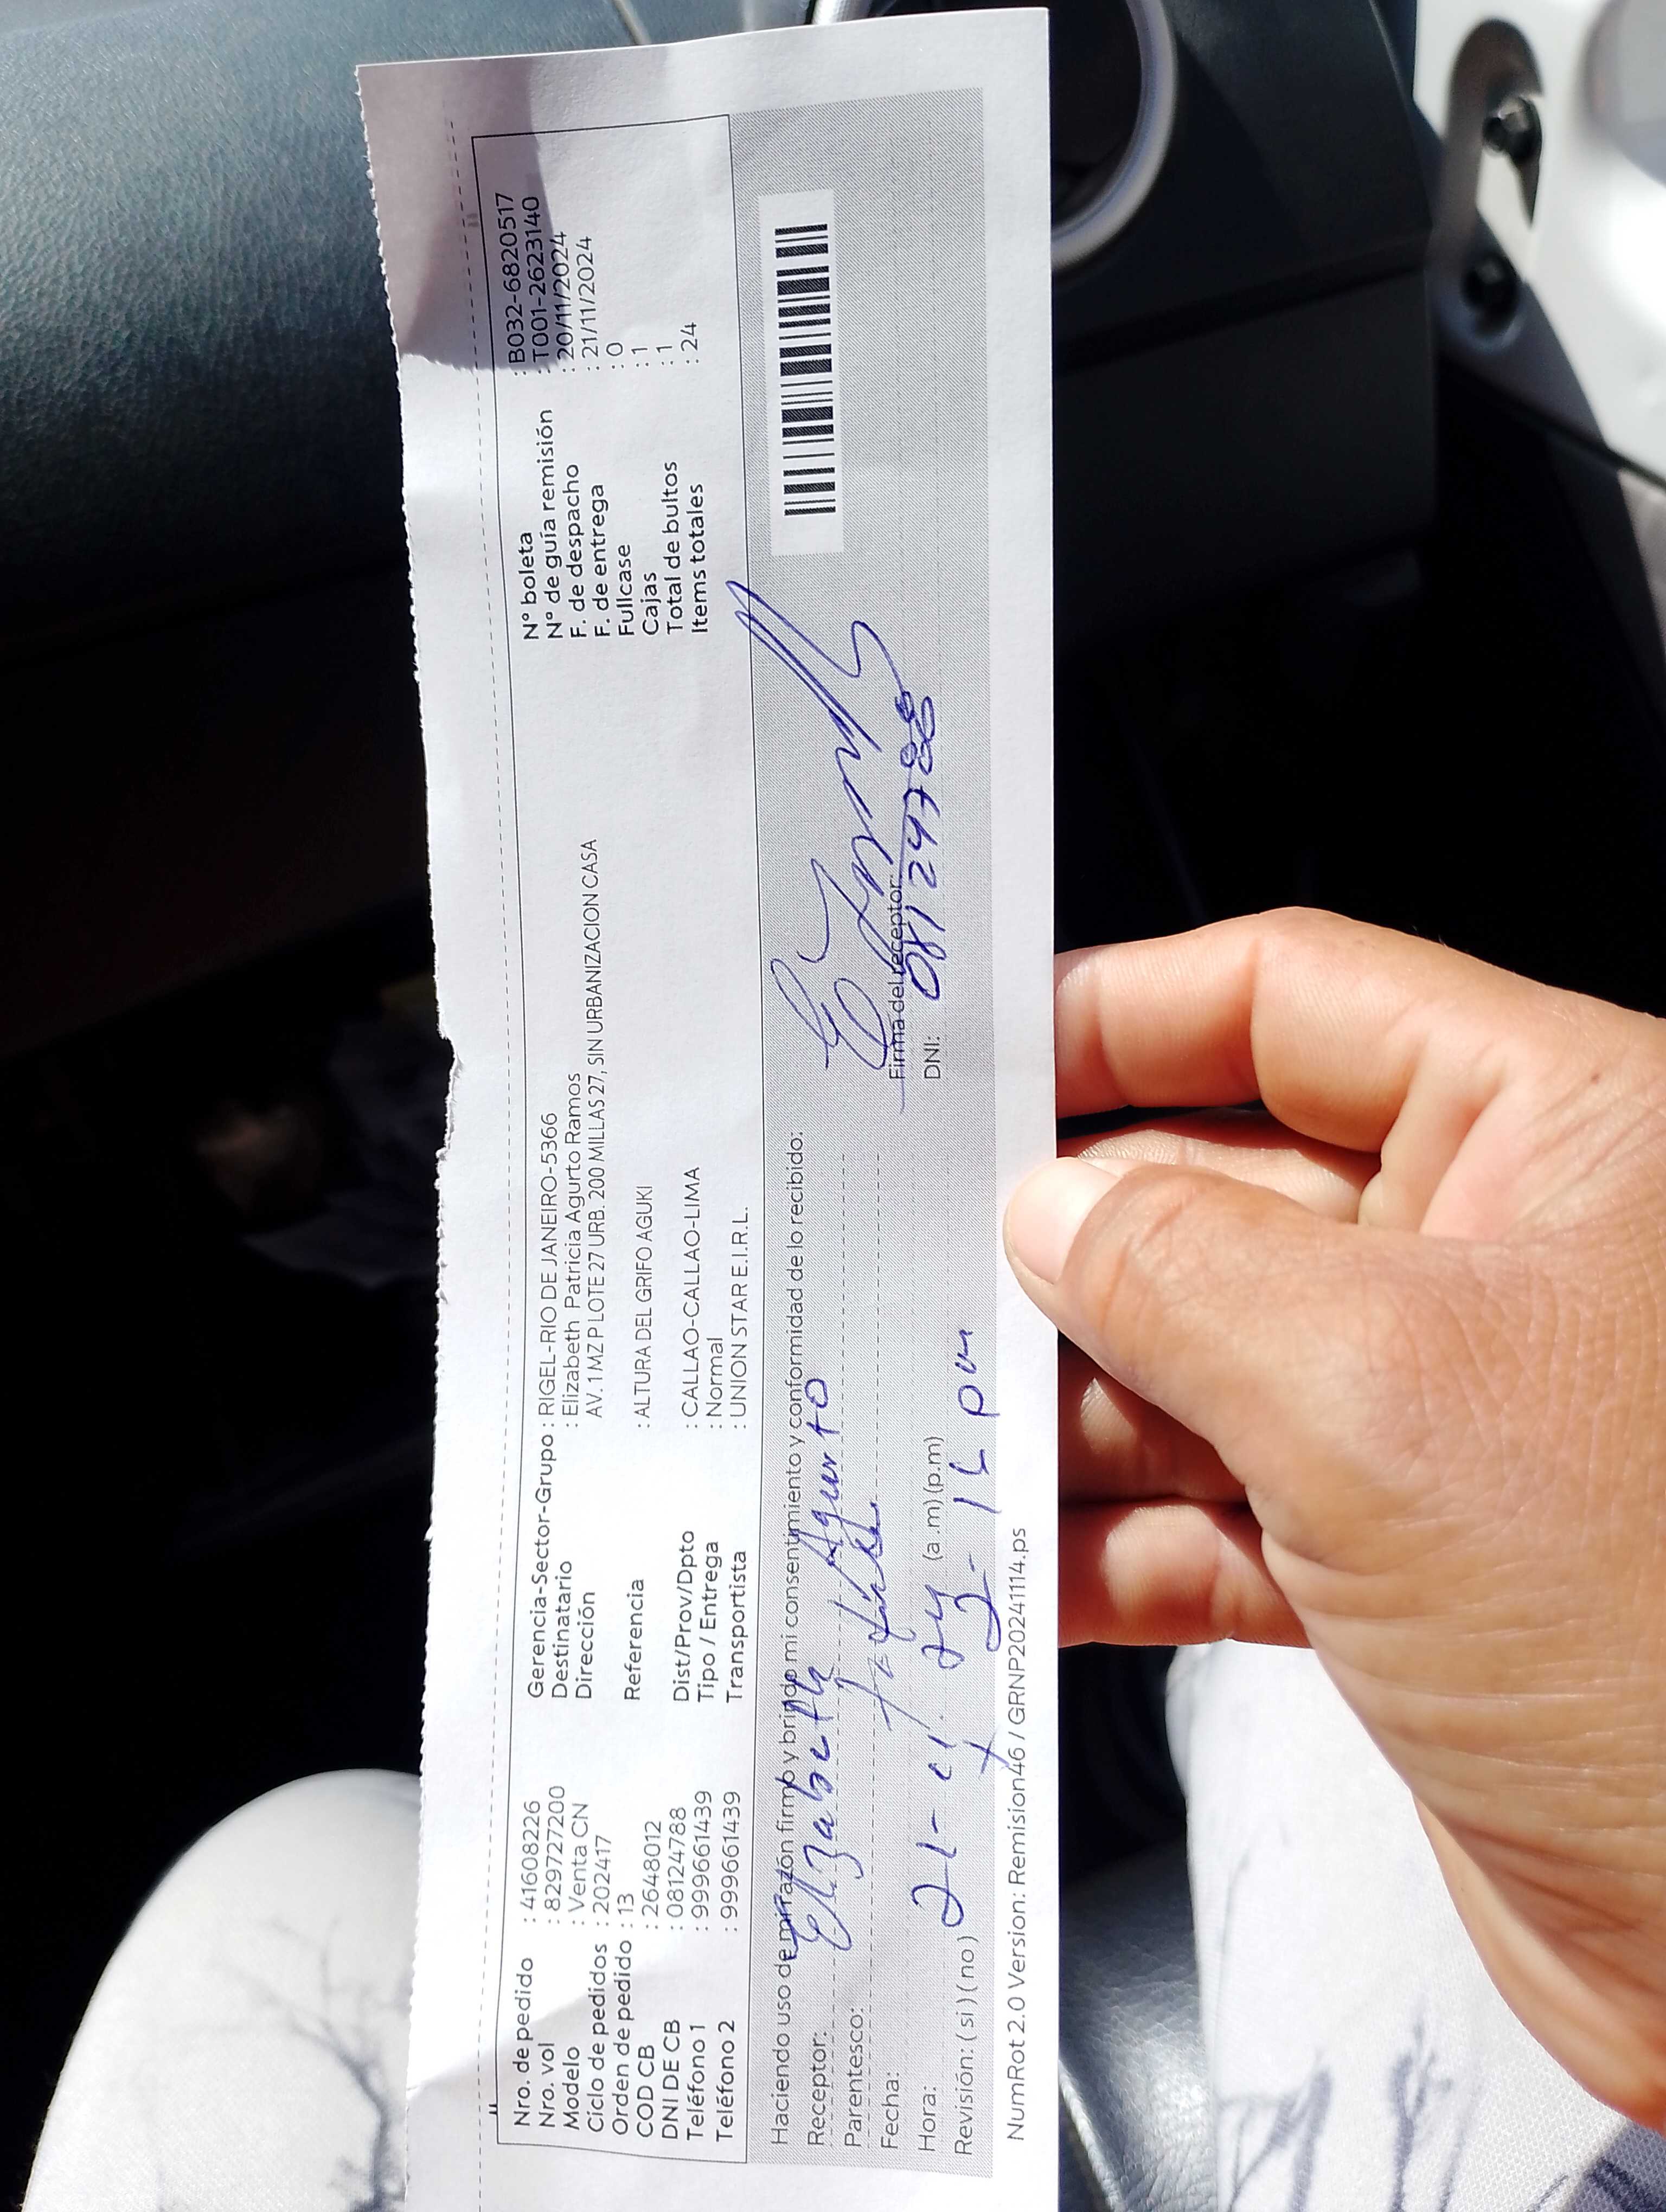 Nro. de pedido : 41608226
Nro. vol : 8297277200
Modelo : Venta CN
Ciclo de pedidos : 202417
Orden de pedido : 13
COD CB : 2648012
DNI DE CB : 08124788
Teléfono 1 : 999661439
Teléfono 2 : 999661439
Gerencia-Sector-Grupo : RIGEL-RIO DE JANEIRO-5366
Destinatario : Elizabeth Patricia Agurto Ramos
Dirección AV. 1 MZ P LOTE 27 URB. 200 MILLAS 27, SIN URBANIZACION CASA
Referencia : ALTURA DEL GRIFO AGUKI
Dist/Prov/Dpto : CALLAO-CALLAO-LIMA
Tipo / Entrega : Normal
Transportista : UNION STAR E.I.R.L.
N° boleta : B032-6820517
N° de guía remisión : T001-2623140
F. de despacho : 20/11/2024
F. de entrega : 21/11/2024
Fullcase : 0
Cajas : 1
Total de bultos : 1
Items totales : 24
Haciendo uso de mi razón firmo y brindo mi consentimiento y conformidad de lo recibido:
Receptor: Elizabeth Agurto
Parentesco:
Fecha: 21- 11- 24
Hora: (a.m) (p.m) pm
Revisión: ( si ) ( no )
Firma del receptor:
DNI: 08124788
NumRot 2.0 Version: Remision46 / GRNP20241114.ps